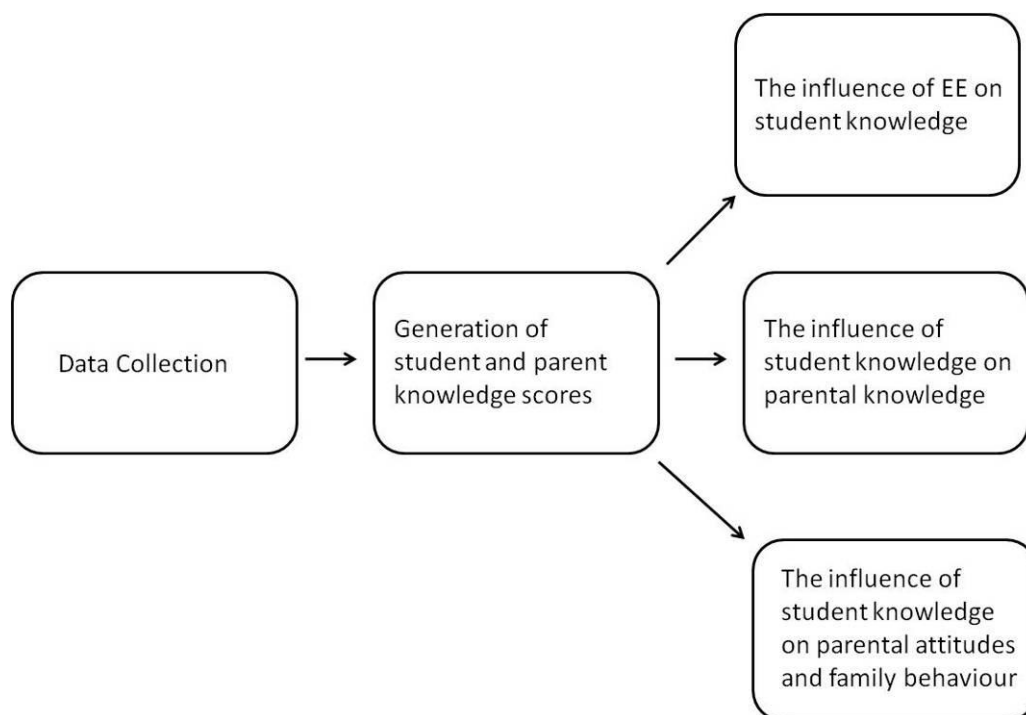 Data Collection
Generation of
student and parent
knowledge scores
The influence of EE on
student knowledge
The influence of
student knowledge on
parental knowledge
The influence of
student knowledge
on parental attitudes
and family behaviour